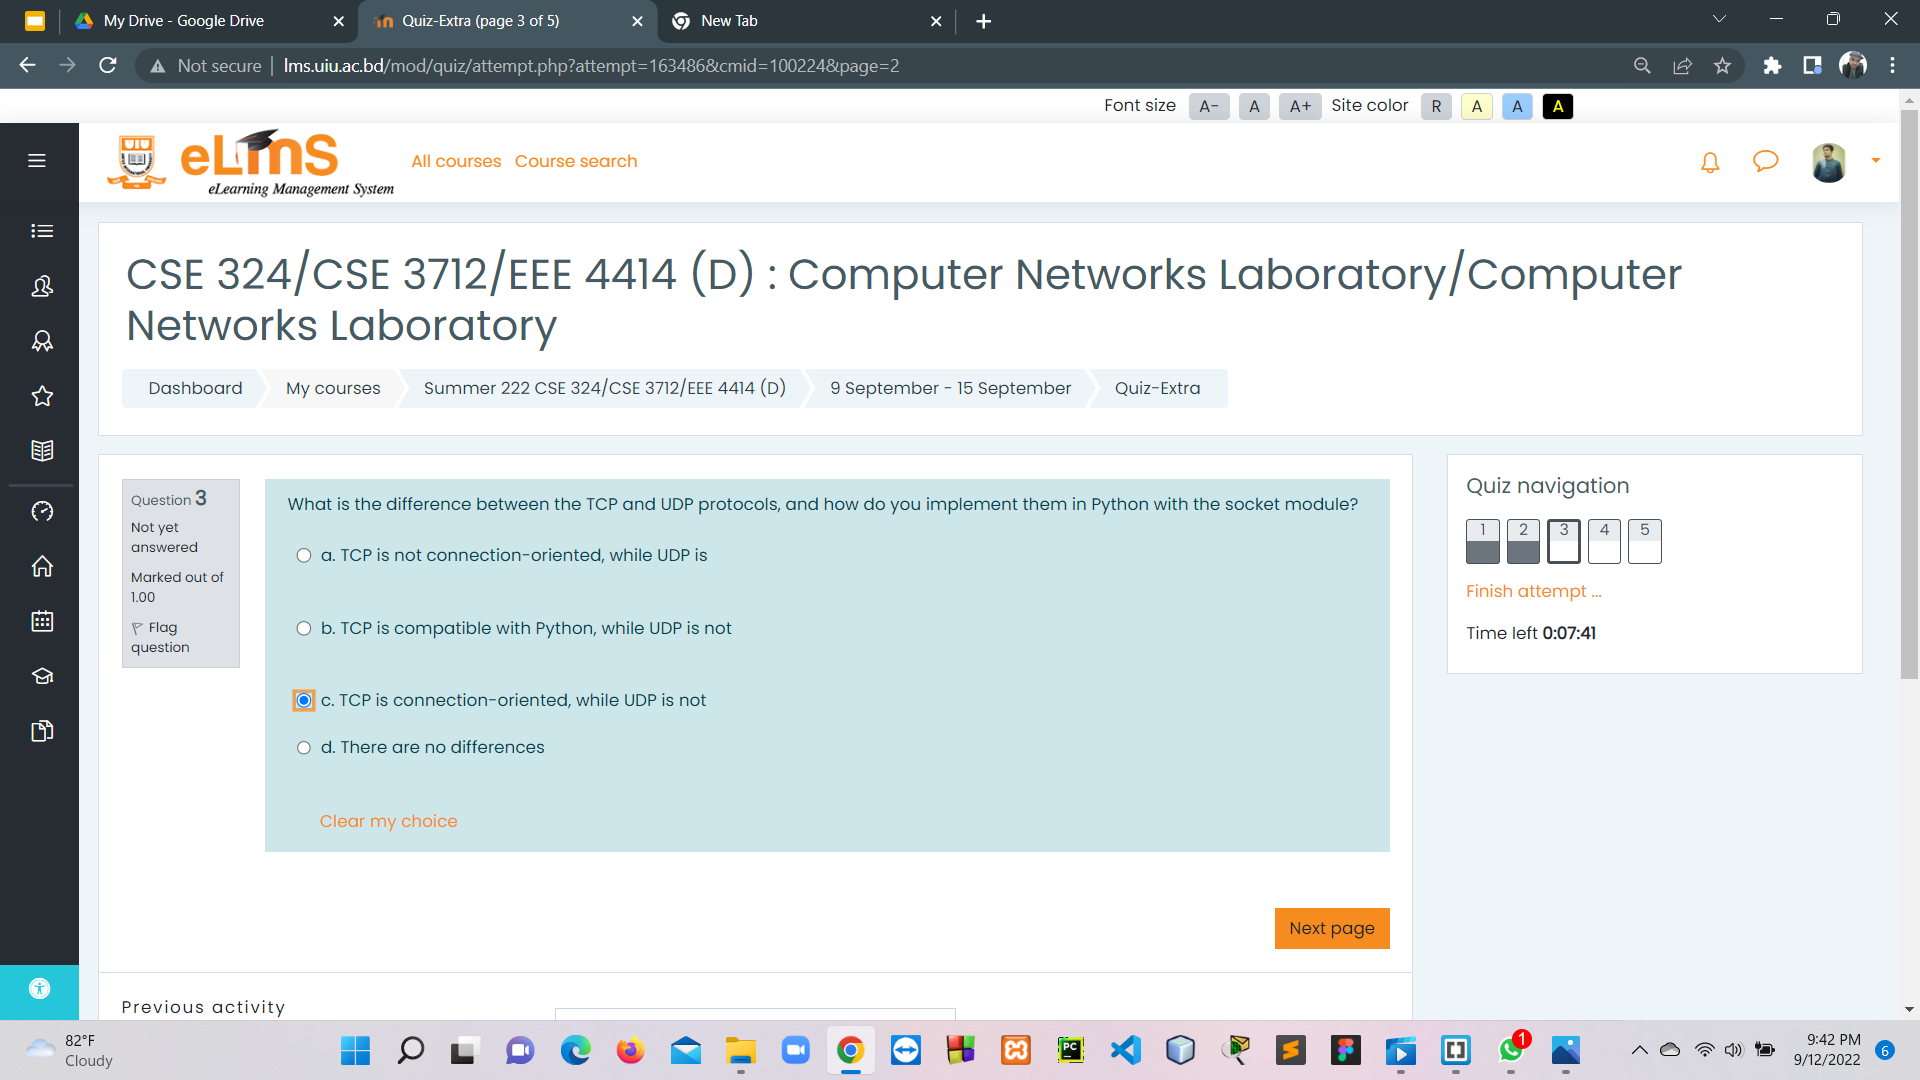 My Drive - Google Drive
Quiz-Extra (page 3 of 5)
New Tab
Not secure
lms.uiu.ac.bd/mod/quiz/attempt.php?attempt=163486&cmid=100224&page=2
Font size A- A A+ Site color R A A A
UIU
eLmS
eLearning Management System
All courses Course search
CSE 324/CSE 3712/EEE 4414 (D) : Computer Networks Laboratory/Computer
Networks Laboratory
Dashboard My courses Summer 222 CSE 324/CSE 3712/EEE 4414 (D) 9 September - 15 September Quiz-Extra
Question 3
Not yet
answered
Marked out of
1.00
Flag
question
What is the difference between the TCP and UDP protocols, and how do you implement them in Python with the socket module?
a. TCP is not connection-oriented, while UDP is
b. TCP is compatible with Python, while UDP is not
c. TCP is connection-oriented, while UDP is not
d. There are no differences
Clear my choice
Next page
Quiz navigation
1 2 3 4 5
Finish attempt ...
Time left 0:07:41
Previous activity
82°F
Cloudy
PC
1
9:42 PM
9/12/2022
6